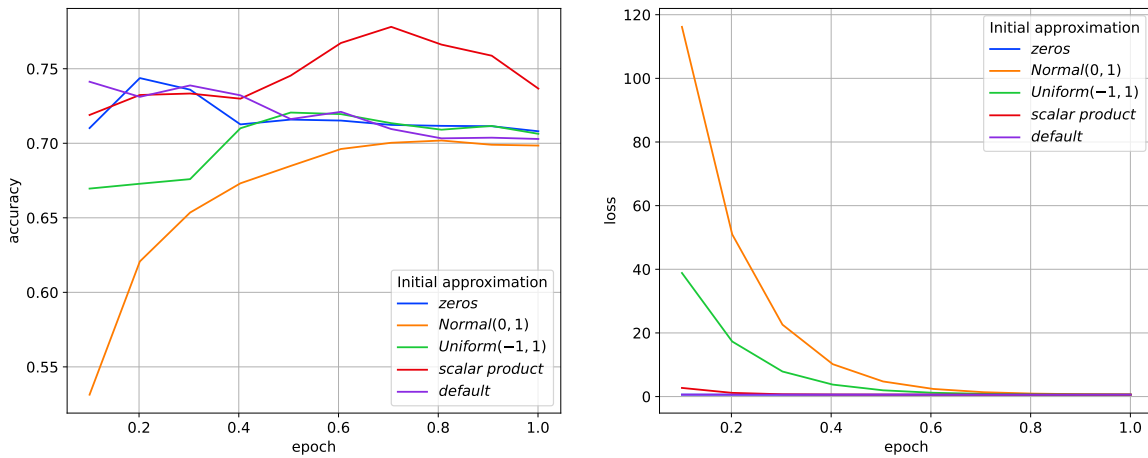 0.75
0.70
0.65
0.60
0.55
accuracy
0.2 0.4 0.6 0.8 1.0
epoch
Initial approximation
zeros
Normal(0, 1)
Uniform(−1, 1)
scalar product
default
120
100
80
60
40
20
0
loss
0.2 0.4 0.6 0.8 1.0
epoch
Initial approximation
zeros
Normal(0, 1)
Uniform(−1, 1)
scalar product
default